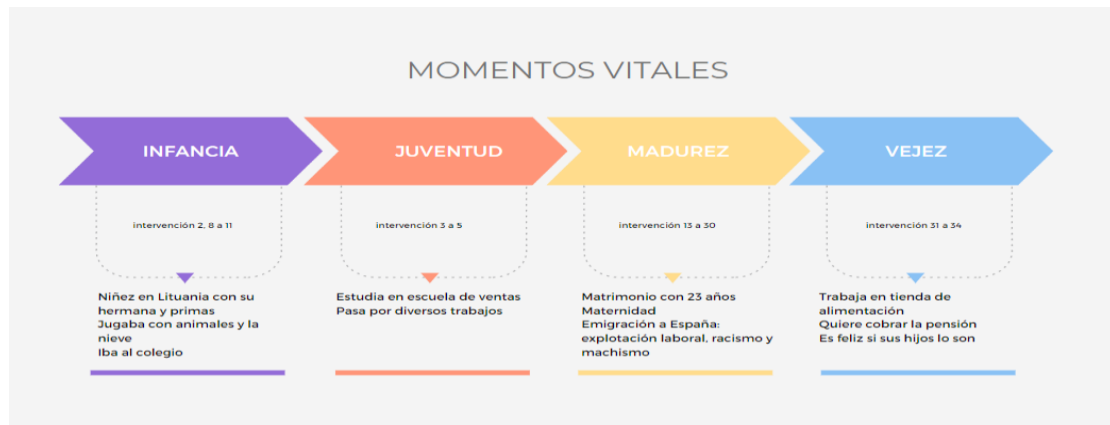 MOMENTOS VITALES
INFANCIA
JUVENTUD
MADUREZ
VEJEZ
intervención 2, 8 a 11
intervención 3 a 5
intervención 13 a 30
intervención 31 a 34
Niñez en Lituania con su
hermana y primas
Jugaba con animales y la
nieve
Iba al colegio
Estudia en escuela de ventas
Pasa por diversos trabajos
Matrimonio con 23 años
Maternidad
Emigración a España:
explotación laboral, racismo y
machismo
Trabaja en tienda de
alimentación
Quiere cobrar la pensión
Es feliz si sus hijos lo son